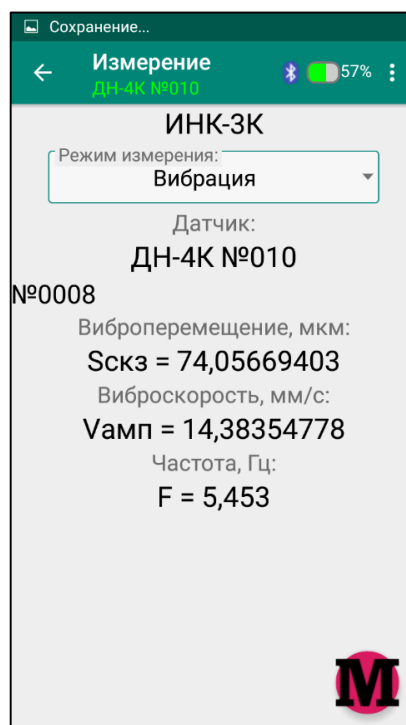 Сохранение...
Измерение
57%
ДН-4К №010
ИНК-3К
Режим измерения:
Вибрация
Датчик:
ДН-4К №010
№0008
Виброперемещение, мкм:
Sскз = 74,05669403
Виброскорость, мм/с:
Vамп = 14,38354778
Частота, Гц:
F = 5,453
M